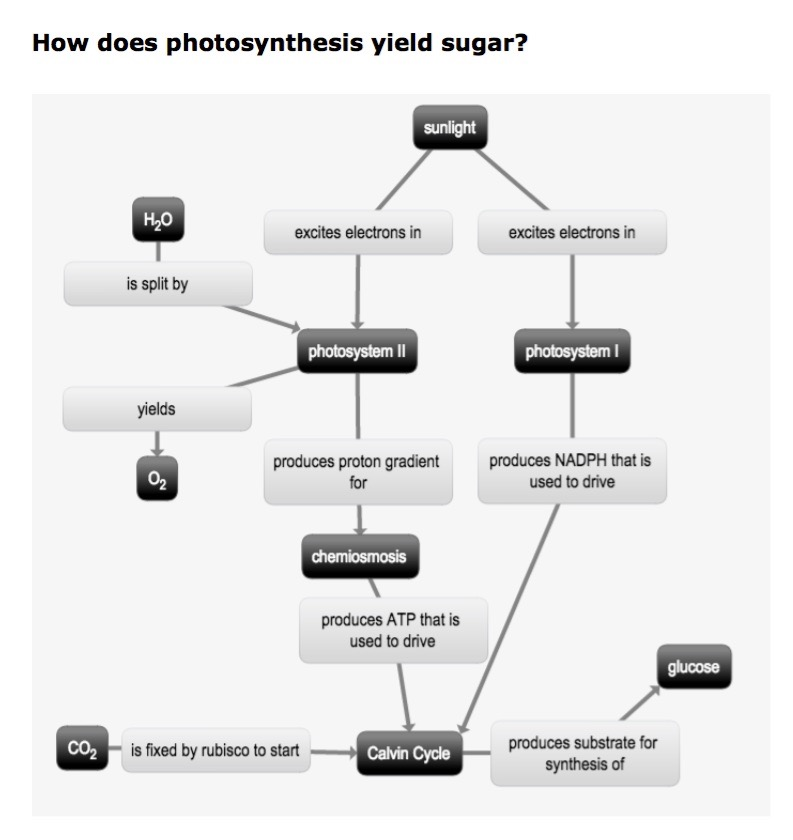 How does photosynthesis yield sugar?
sunlight
H₂O
excites electrons in
excites electrons in
is split by
photosystem II
photosystem I
yields
produces proton gradient
for
produces NADPH that is
used to drive
O₂
chemiosmosis
produces ATP that is
used to drive
glucose
CO₂
is fixed by rubisco to start
Calvin Cycle
produces substrate for
synthesis of